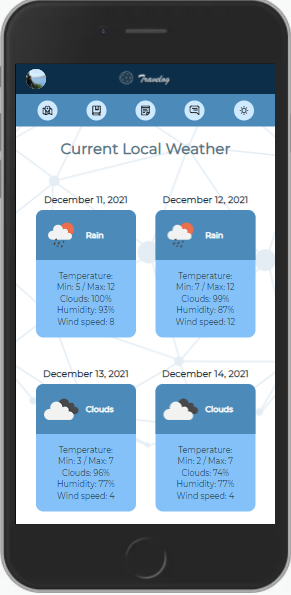 Travelog
Current Local Weather
December 11, 2021
Rain
Temperature:
Min: 5 / Max: 12
Clouds: 100%
Humidity: 93%
Wind speed: 8
December 12, 2021
Rain
Temperature:
Min: 7 / Max: 12
Clouds: 99%
Humidity: 87%
Wind speed: 12
December 13, 2021
Clouds
Temperature:
Min: 3 / Max: 7
Clouds: 96%
Humidity: 77%
Wind speed: 4
December 14, 2021
Clouds
Temperature:
Min: 2 / Max: 7
Clouds: 74%
Humidity: 77%
Wind speed: 4